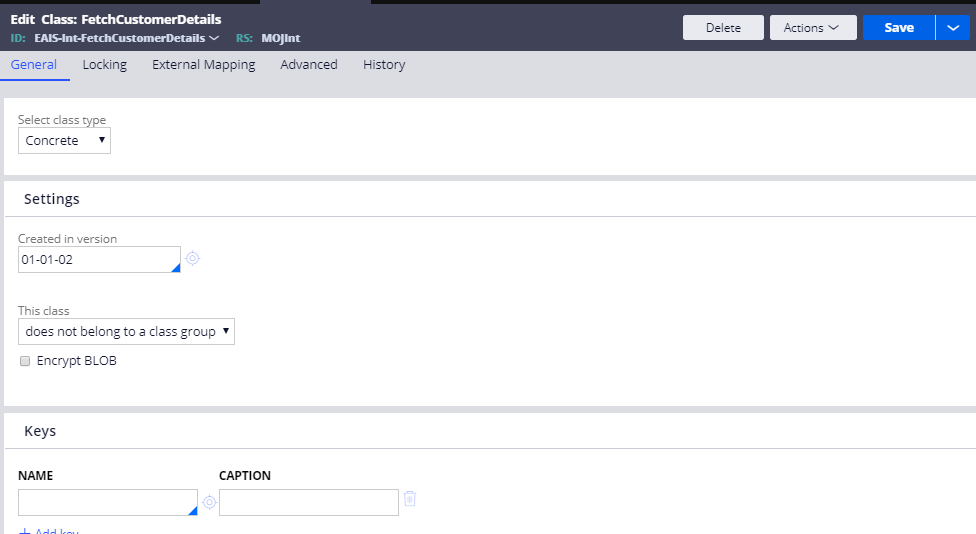 Edit Class: FetchCustomerDetails
ID: EAIS-Int-FetchCustomerDetails RS: MOJInt
Delete Actions Save
General Locking External Mapping Advanced History
Select class type
Concrete
Settings
Created in version
01-01-02
This class
does not belong to a class group
Encrypt BLOB
Keys
NAME CAPTION
+ Add key